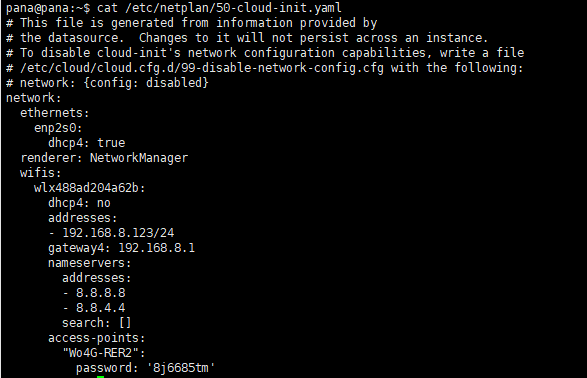 pana@pana:~$ cat /etc/netplan/50-cloud-init.yaml
# This file is generated from information provided by
# the datasource.  Changes to it will not persist across an instance.
# To disable cloud-init's network configuration capabilities, write a file
# /etc/cloud/cloud.cfg.d/99-disable-network-config.cfg with the following:
# network: {config: disabled}
network:
  ethernets:
    enp2s0:
      dhcp4: true
  renderer: NetworkManager
  wifis:
    wlx488ad204a62b:
      dhcp4: no
      addresses:
      - 192.168.8.123/24
      gateway4: 192.168.8.1
      nameservers:
        addresses:
        - 8.8.8.8
        - 8.8.4.4
        search: []
      access-points:
        "Wo4G-RER2":
          password: '8j6685tm'